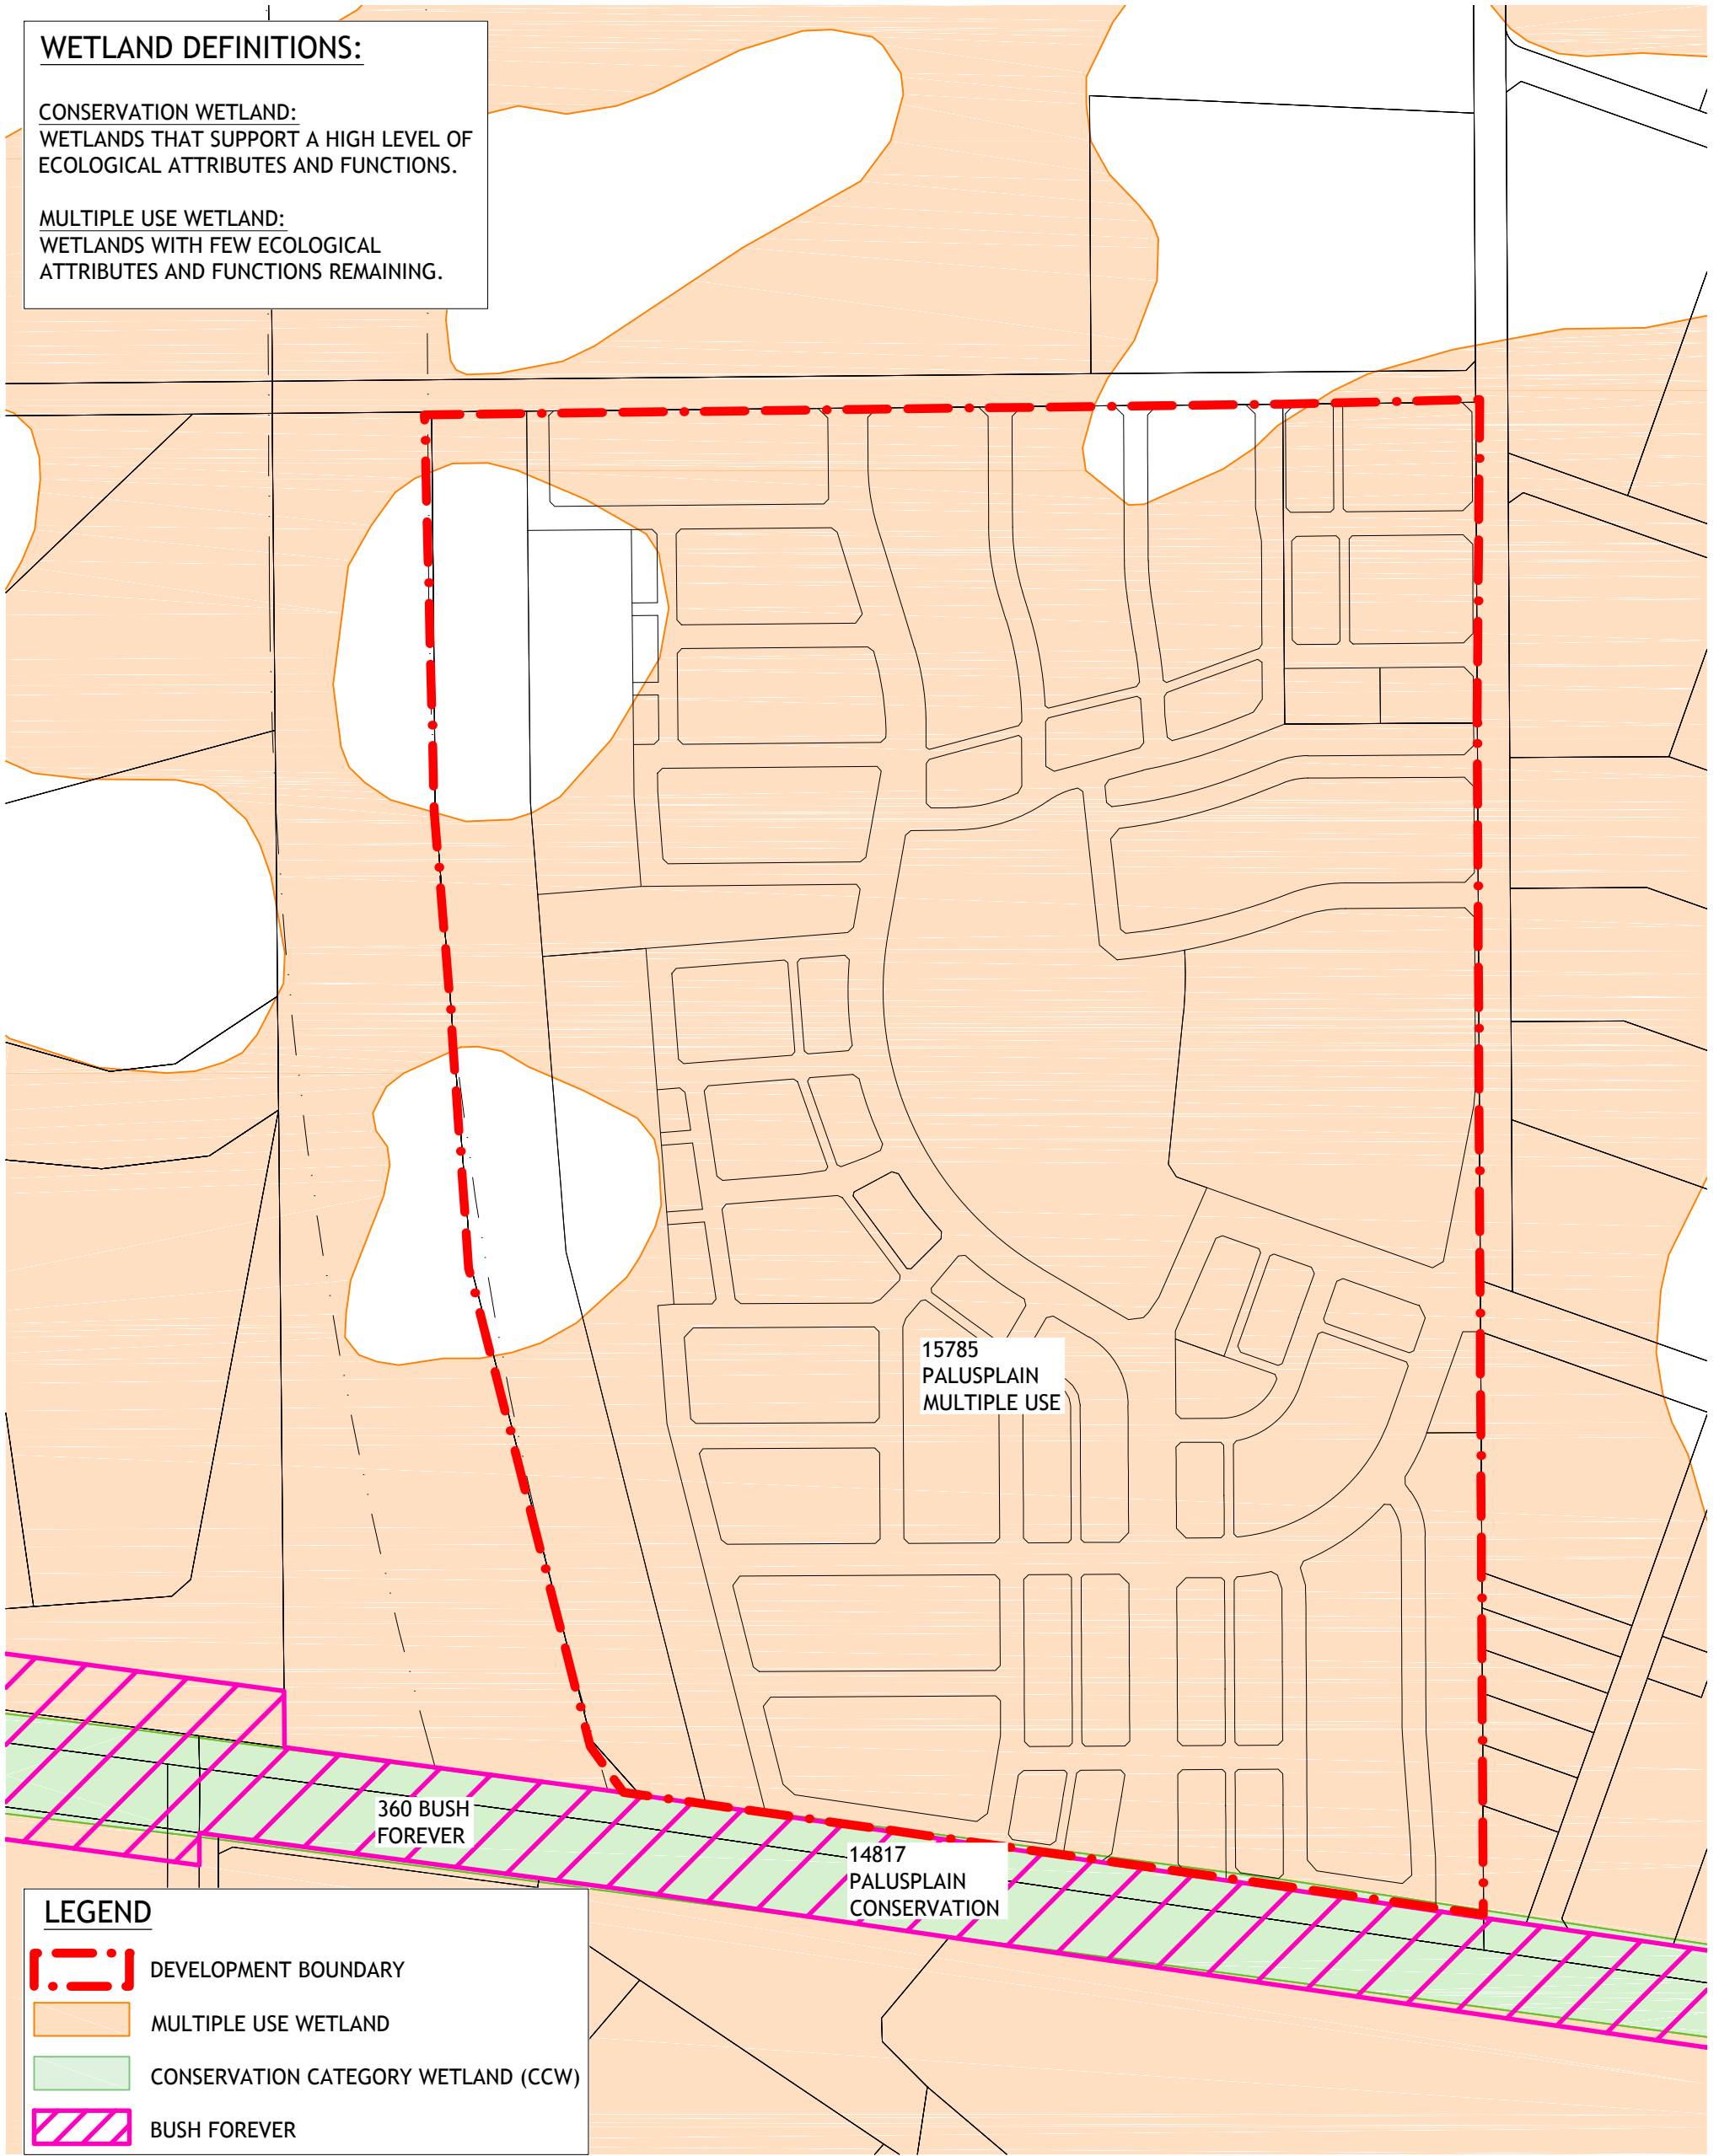 WETLAND DEFINITIONS:
CONSERVATION WETLAND:
WETLANDS THAT SUPPORT A HIGH LEVEL OF
ECOLOGICAL ATTRIBUTES AND FUNCTIONS.
MULTIPLE USE WETLAND:
WETLANDS WITH FEW ECOLOGICAL
ATTRIBUTES AND FUNCTIONS REMAINING.
15785
PALUSPLAIN
MULTIPLE USE
360 BUSH
FOREVER
14817
PALUSPLAIN
CONSERVATION
LEGEND
DEVELOPMENT BOUNDARY
MULTIPLE USE WETLAND
CONSERVATION CATEGORY WETLAND (CCW)
BUSH FOREVER